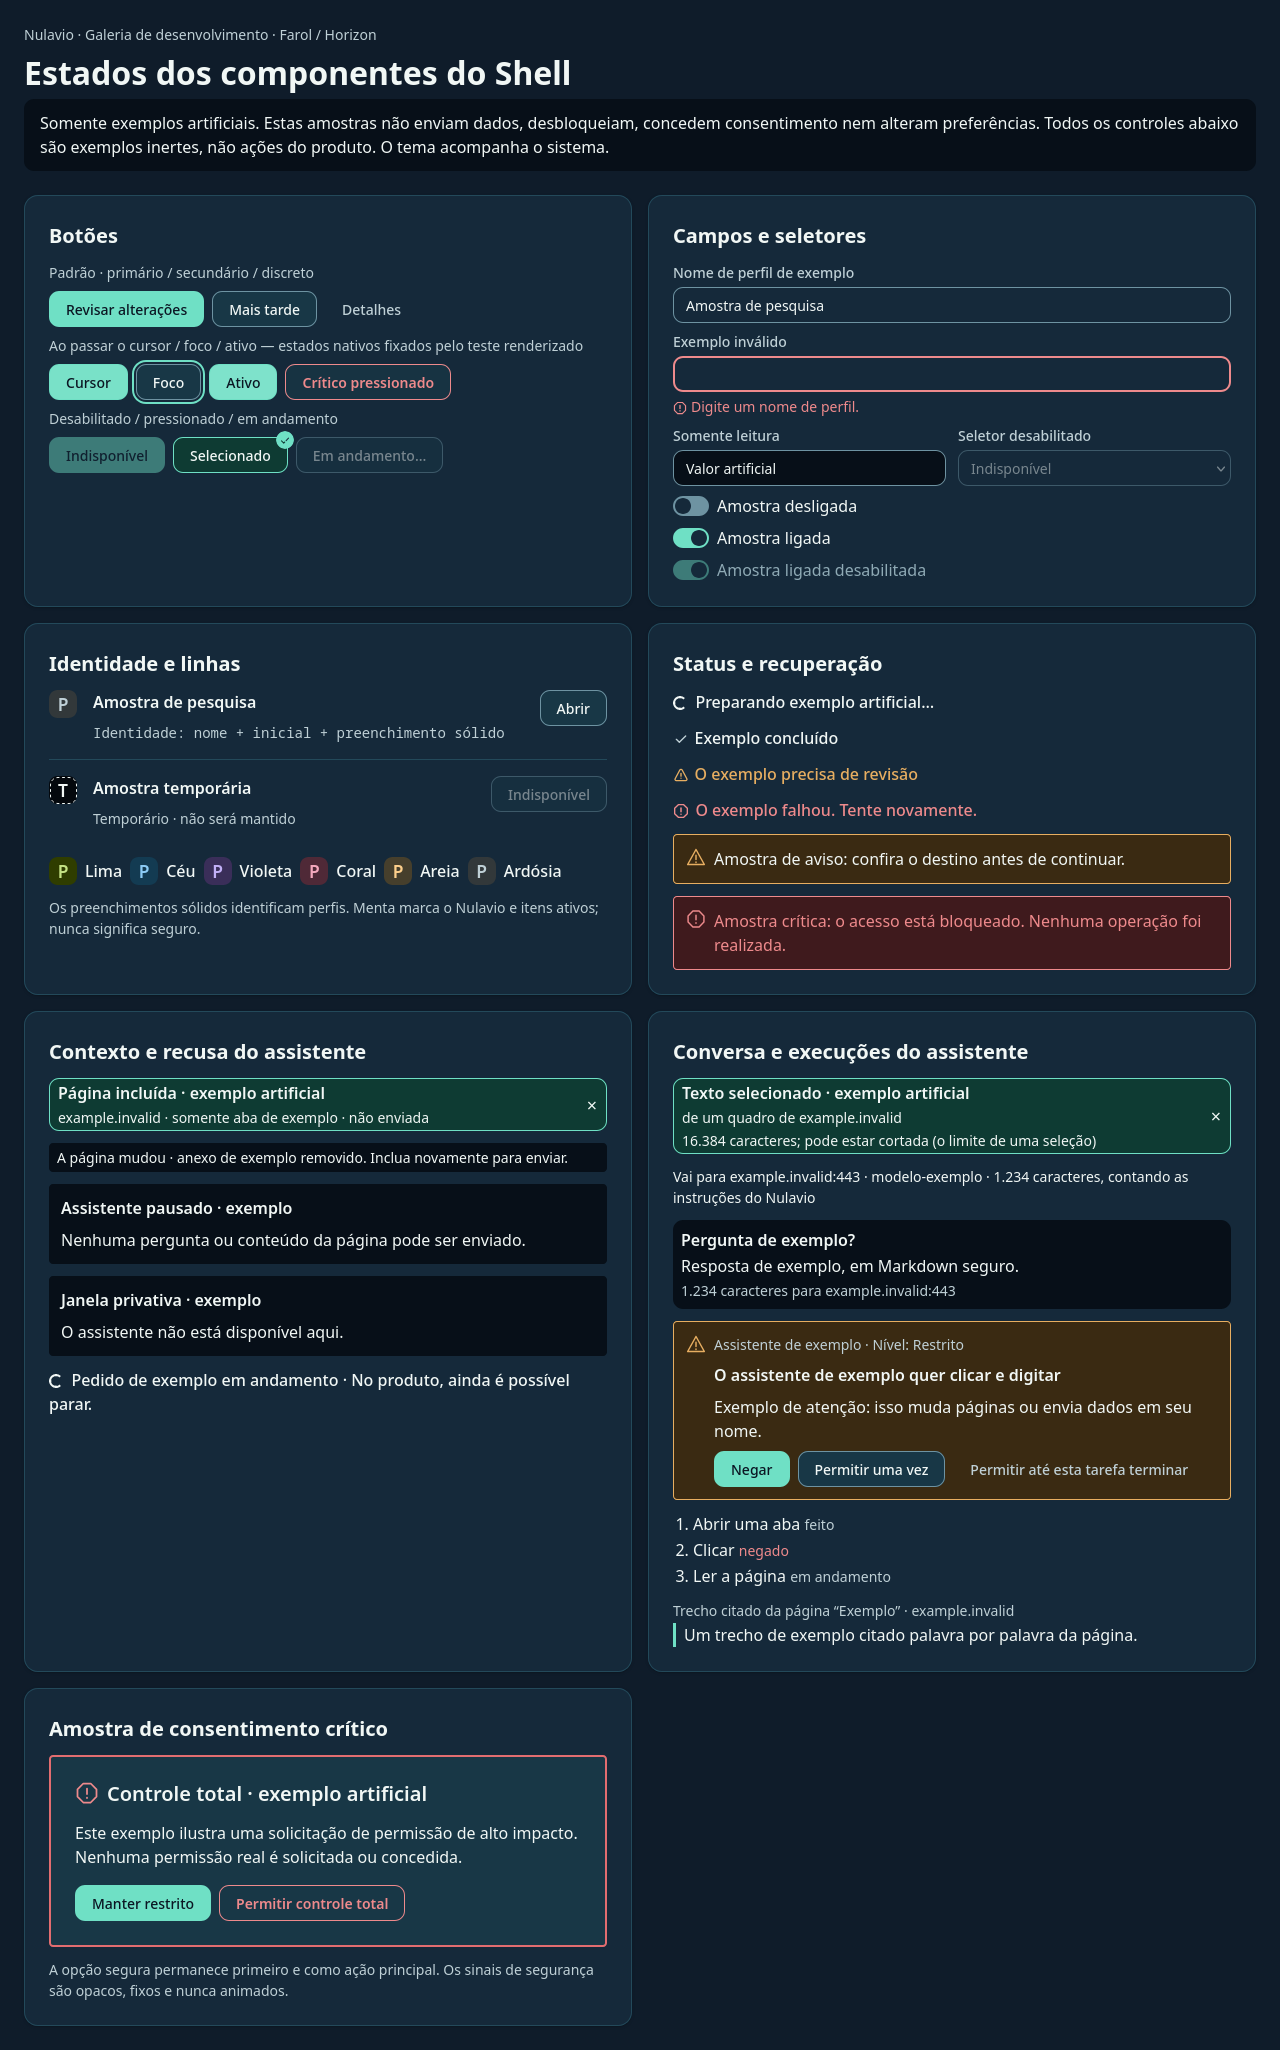 Nulavio · Galeria de desenvolvimento · Farol / Horizon
Estados dos componentes do Shell
Somente exemplos artificiais. Estas amostras não enviam dados, desbloqueiam, concedem consentimento nem alteram preferências. Todos os controles abaixo
são exemplos inertes, não ações do produto. O tema acompanha o sistema.
Botões
Padrão · primário / secundário / discreto
Revisar alterações
Mais tarde
Detalhes
Ao passar o cursor / foco / ativo — estados nativos fixados pelo teste renderizado
Cursor
Foco
Ativo
Crítico pressionado
Desabilitado / pressionado / em andamento
Indisponível
Selecionado
Em andamento…
Campos e seletores
Nome de perfil de exemplo
Amostra de pesquisa
Exemplo inválido
Digite um nome de perfil.
Somente leitura
Seletor desabilitado
Valor artificial
Indisponível
Amostra desligada
Amostra ligada
Amostra ligada desabilitada
Identidade e linhas
P
Amostra de pesquisa
Abrir
Identidade: nome + inicial + preenchimento sólido
T
Amostra temporária
Indisponível
Temporário · não será mantido
P Lima P Céu P Violeta P Coral P Areia P Ardósia
Os preenchimentos sólidos identificam perfis. Menta marca o Nulavio e itens ativos;
nunca significa seguro.
Status e recuperação
Preparando exemplo artificial…
Exemplo concluído
O exemplo precisa de revisão
O exemplo falhou. Tente novamente.
Amostra de aviso: confira o destino antes de continuar.
Amostra crítica: o acesso está bloqueado. Nenhuma operação foi
realizada.
Contexto e recusa do assistente
Página incluída · exemplo artificial
example.invalid · somente aba de exemplo · não enviada
×
A página mudou · anexo de exemplo removido. Inclua novamente para enviar.
Assistente pausado · exemplo
Nenhuma pergunta ou conteúdo da página pode ser enviado.
Janela privativa · exemplo
O assistente não está disponível aqui.
Pedido de exemplo em andamento · No produto, ainda é possível
parar.
Conversa e execuções do assistente
Texto selecionado · exemplo artificial
de um quadro de example.invalid
×
16.384 caracteres; pode estar cortada (o limite de uma seleção)
Vai para example.invalid:443 · modelo-exemplo · 1.234 caracteres, contando as
instruções do Nulavio
Pergunta de exemplo?
Resposta de exemplo, em Markdown seguro.
1.234 caracteres para example.invalid:443
Assistente de exemplo · Nível: Restrito
O assistente de exemplo quer clicar e digitar
Exemplo de atenção: isso muda páginas ou envia dados em seu
nome.
Negar
Permitir uma vez
Permitir até esta tarefa terminar
1. Abrir uma aba feito
2. Clicar negado
3. Ler a página em andamento
Trecho citado da página “Exemplo” · example.invalid
Um trecho de exemplo citado palavra por palavra da página.
Amostra de consentimento crítico
Controle total · exemplo artificial
Este exemplo ilustra uma solicitação de permissão de alto impacto.
Nenhuma permissão real é solicitada ou concedida.
Manter restrito
Permitir controle total
A opção segura permanece primeiro e como ação principal. Os sinais de segurança
são opacos, fixos e nunca animados.